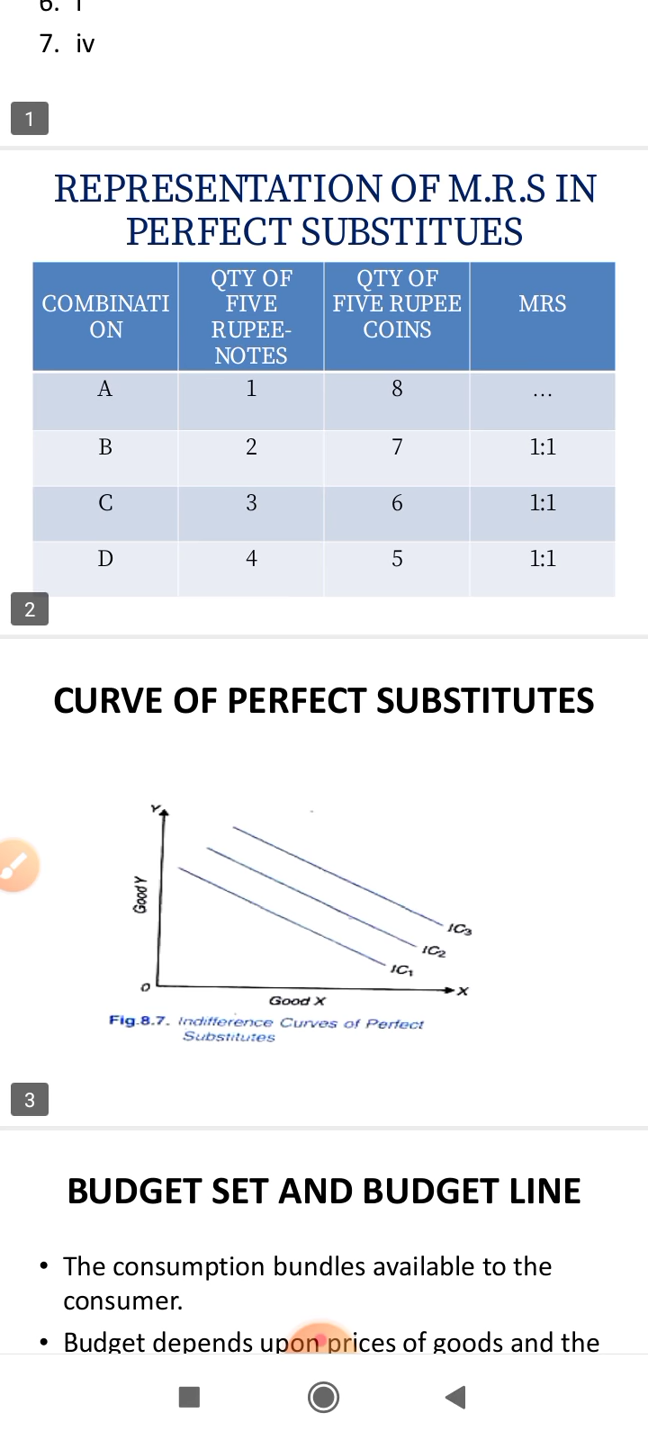 7. iv
1
REPRESENTATION OF M.R.S IN
PERFECT SUBSTITUES
COMBINATI
ON
QTY OF
FIVE
RUPEE-
NOTES
QTY OF
FIVE RUPEE
COINS
MRS
A 1 8 ...
B 2 7 1:1
C 3 6 1:1
D 4 5 1:1
2
CURVE OF PERFECT SUBSTITUTES
Y
Good Y
IC3
IC2
IC1
O
X
Good X
Fig.8.7. Indifference Curves of Perfect
Substitutes
3
BUDGET SET AND BUDGET LINE
• The consumption bundles available to the
consumer.
• Budget depends upon prices of goods and the